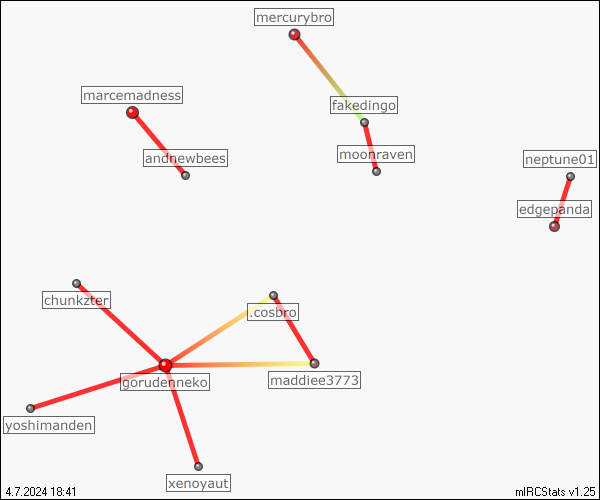 mercurybro
marcemadness
fakedingo
andnewbees
moonraven
neptune01
edgepanda
chunkzter
.cosbro
gorudenneko
maddiee3773
yoshimanden
xenoyaut
4.7.2024 18:41
mIRCStats v1.25